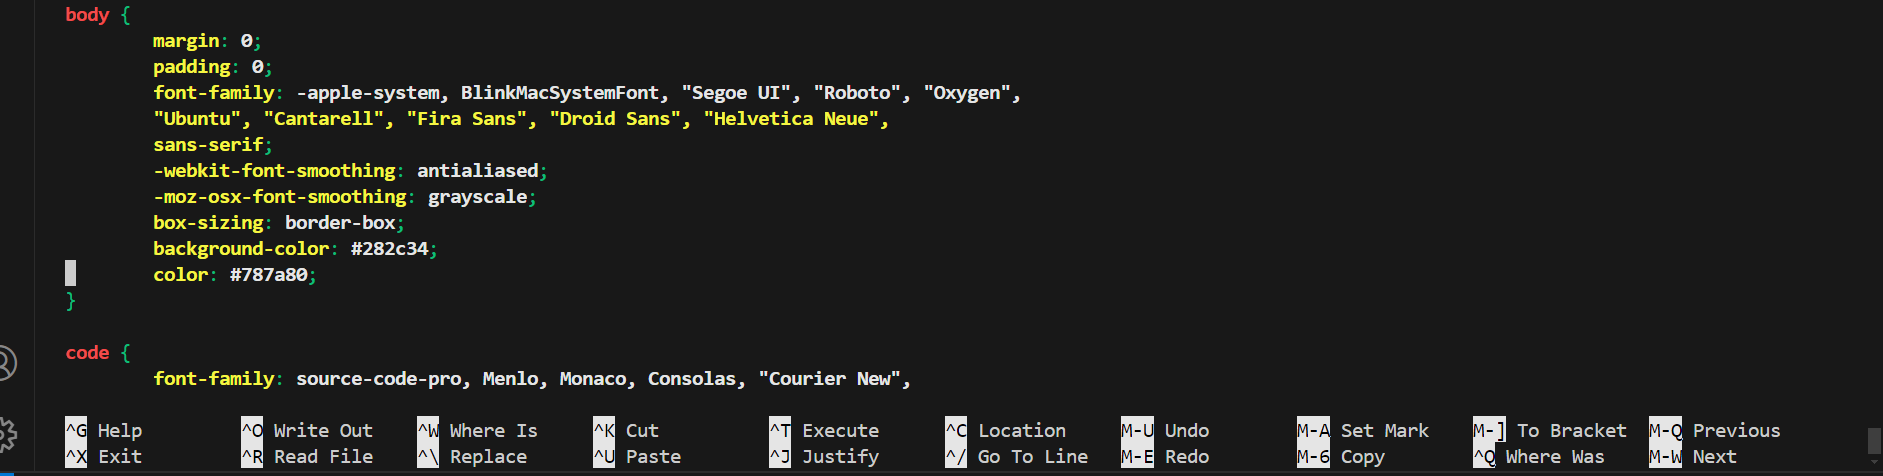 body {
margin: 0;
padding: 0;
font-family: -apple-system, BlinkMacSystemFont, "Segoe UI", "Roboto", "Oxygen",
"Ubuntu", "Cantarell", "Fira Sans", "Droid Sans", "Helvetica Neue",
sans-serif;
-webkit-font-smoothing: antialiased;
-moz-osx-font-smoothing: grayscale;
box-sizing: border-box;
background-color: #282c34;
color: #787a80;
}
code {
font-family: source-code-pro, Menlo, Monaco, Consolas, "Courier New",
^G Help ^O Write Out ^W Where Is ^K Cut ^T Execute ^C Location M-U Undo M-A Set Mark M-] To Bracket M-Q Previous
^X Exit ^R Read File ^\ Replace ^U Paste ^J Justify ^/ Go To Line M-E Redo M-6 Copy ^Q Where Was M-W Next